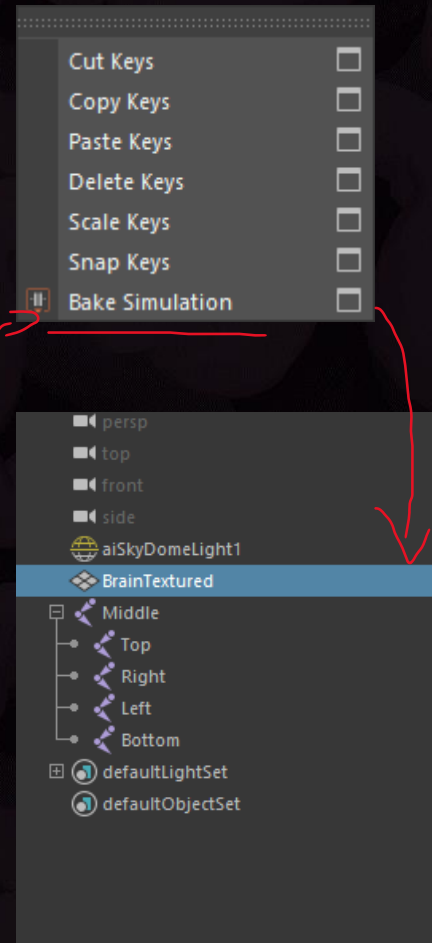 Cut Keys
Copy Keys
Paste Keys
Delete Keys
Scale Keys
Snap Keys
Bake Simulation
persp
top
front
side
aiSkyDomeLight1
BrainTextured
Middle
Top
Right
Left
Bottom
defaultLightSet
defaultObjectSet